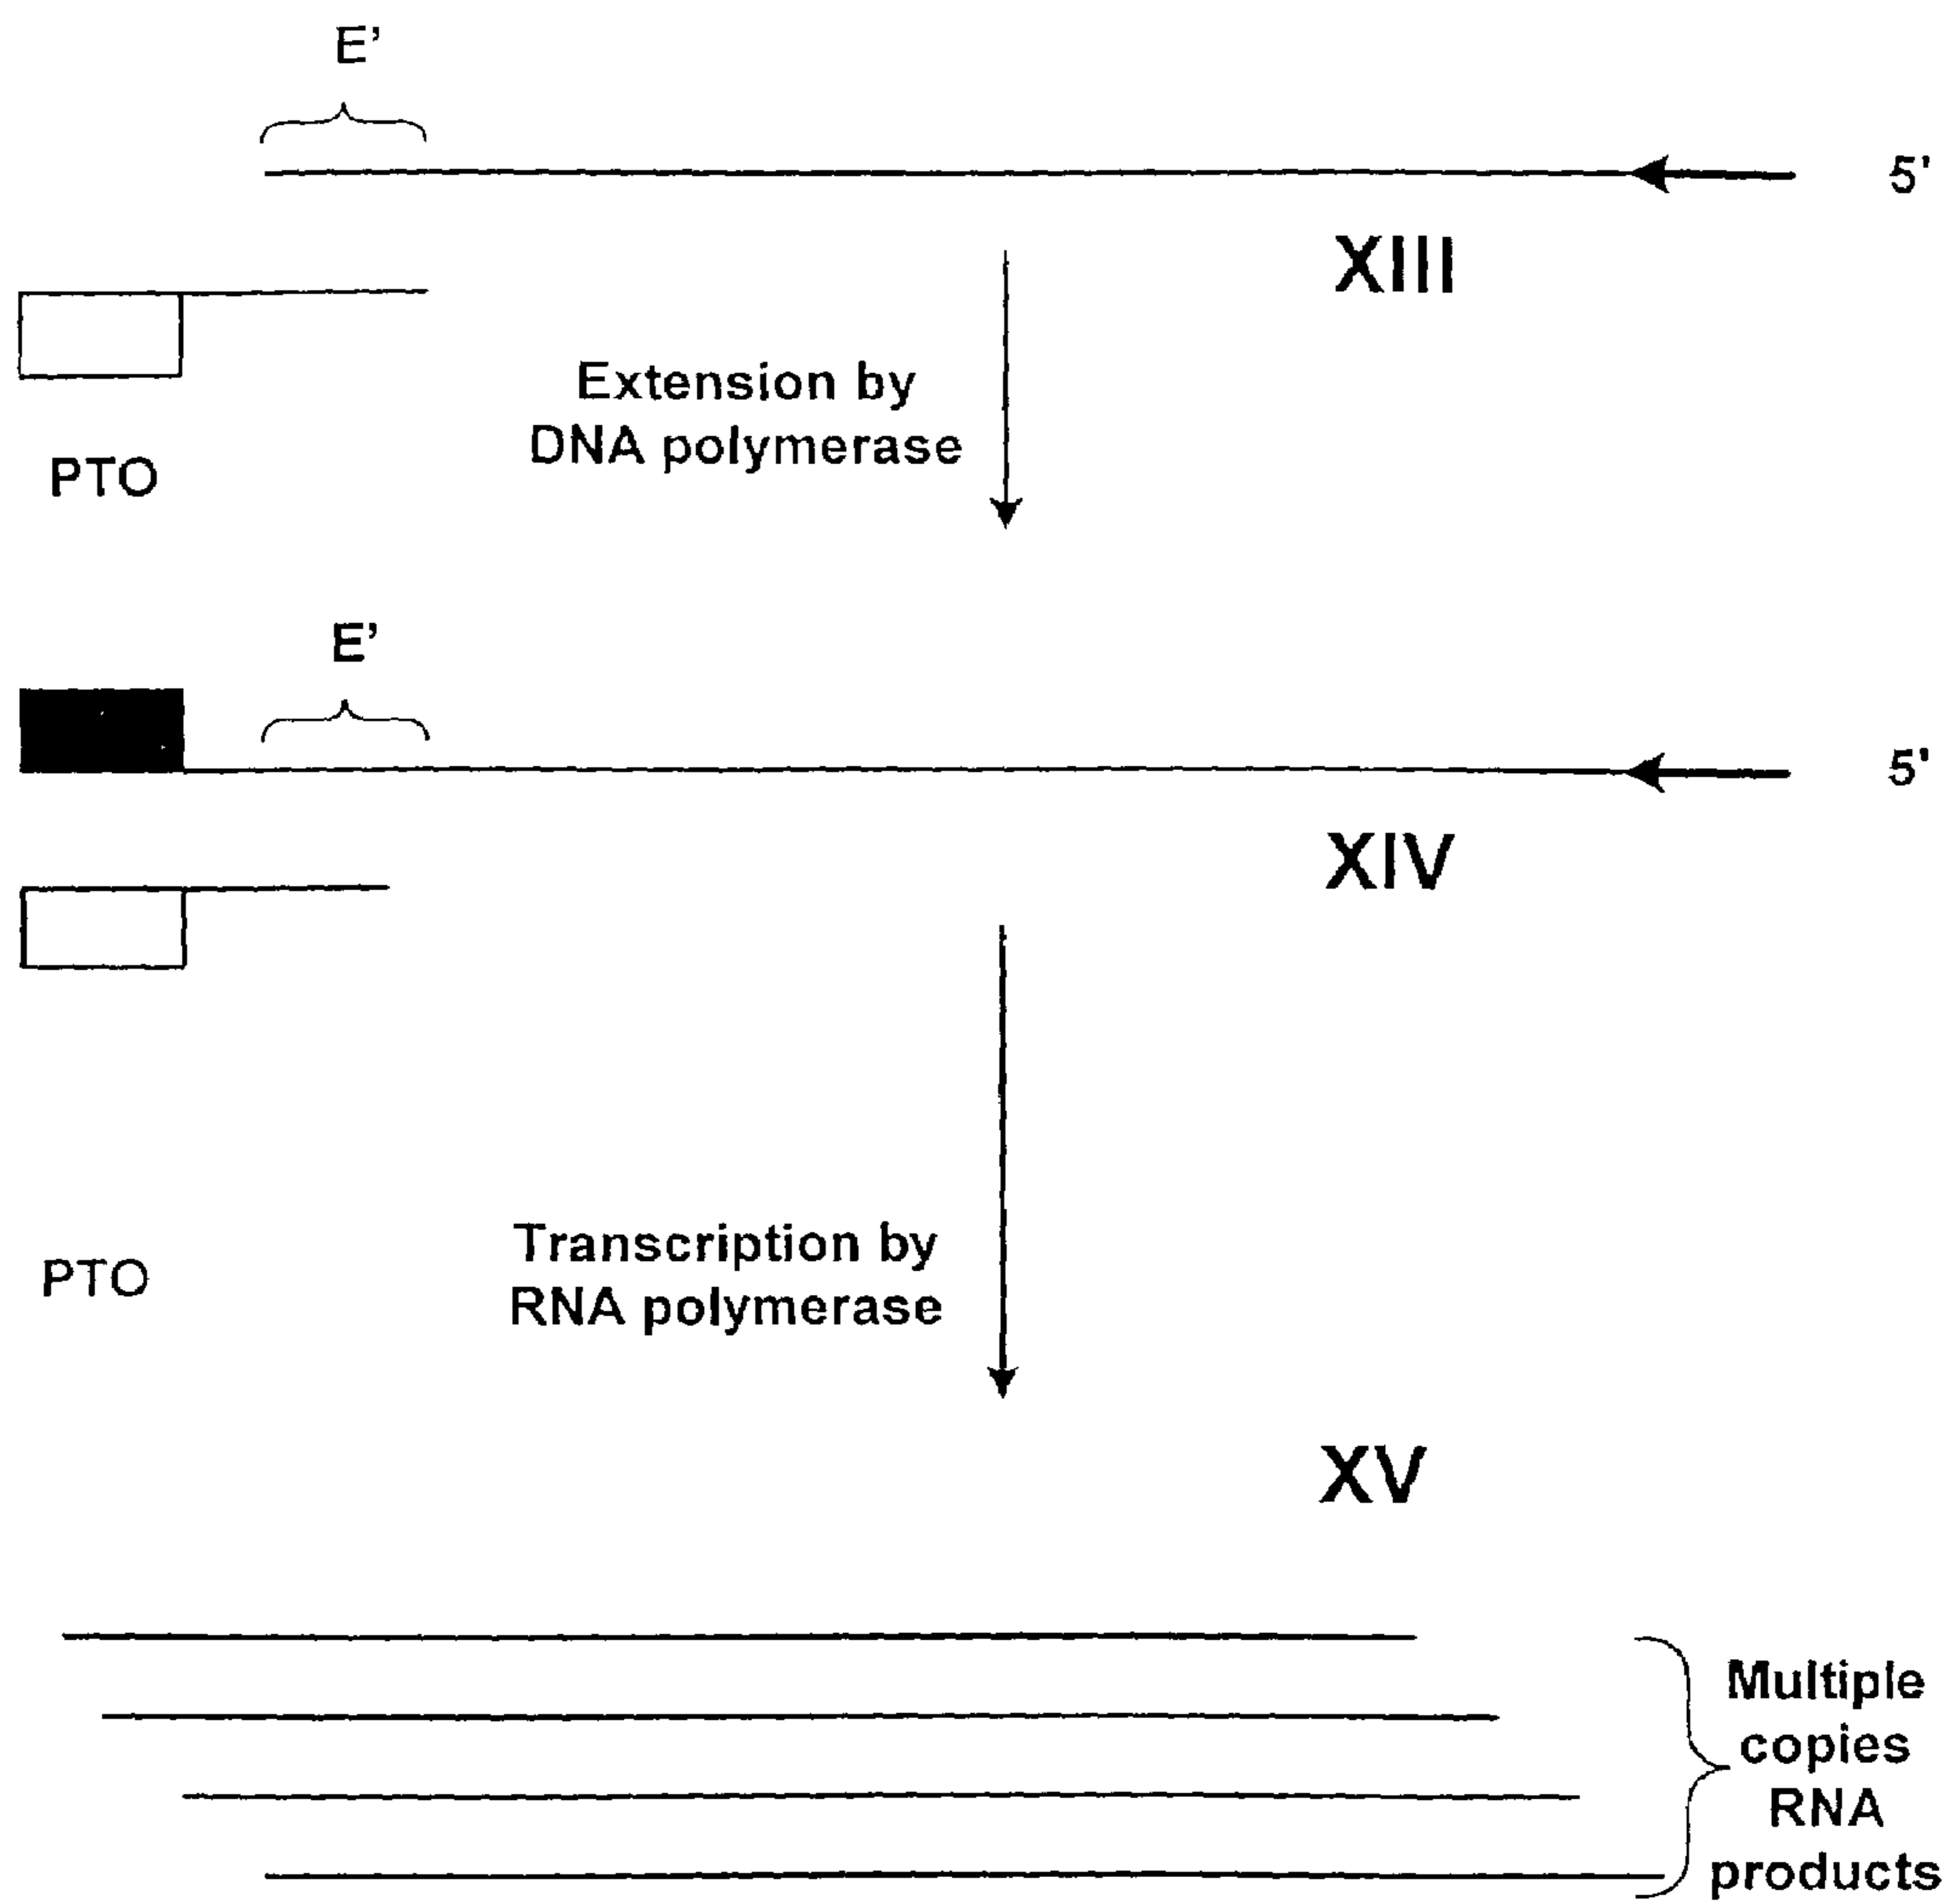 E'
5'
XIII
Extension by
DNA polymerase
PTO
E'
5'
XIV
Transcription by
RNA polymerase
PTO
XV
Multiple
copies
RNA
products